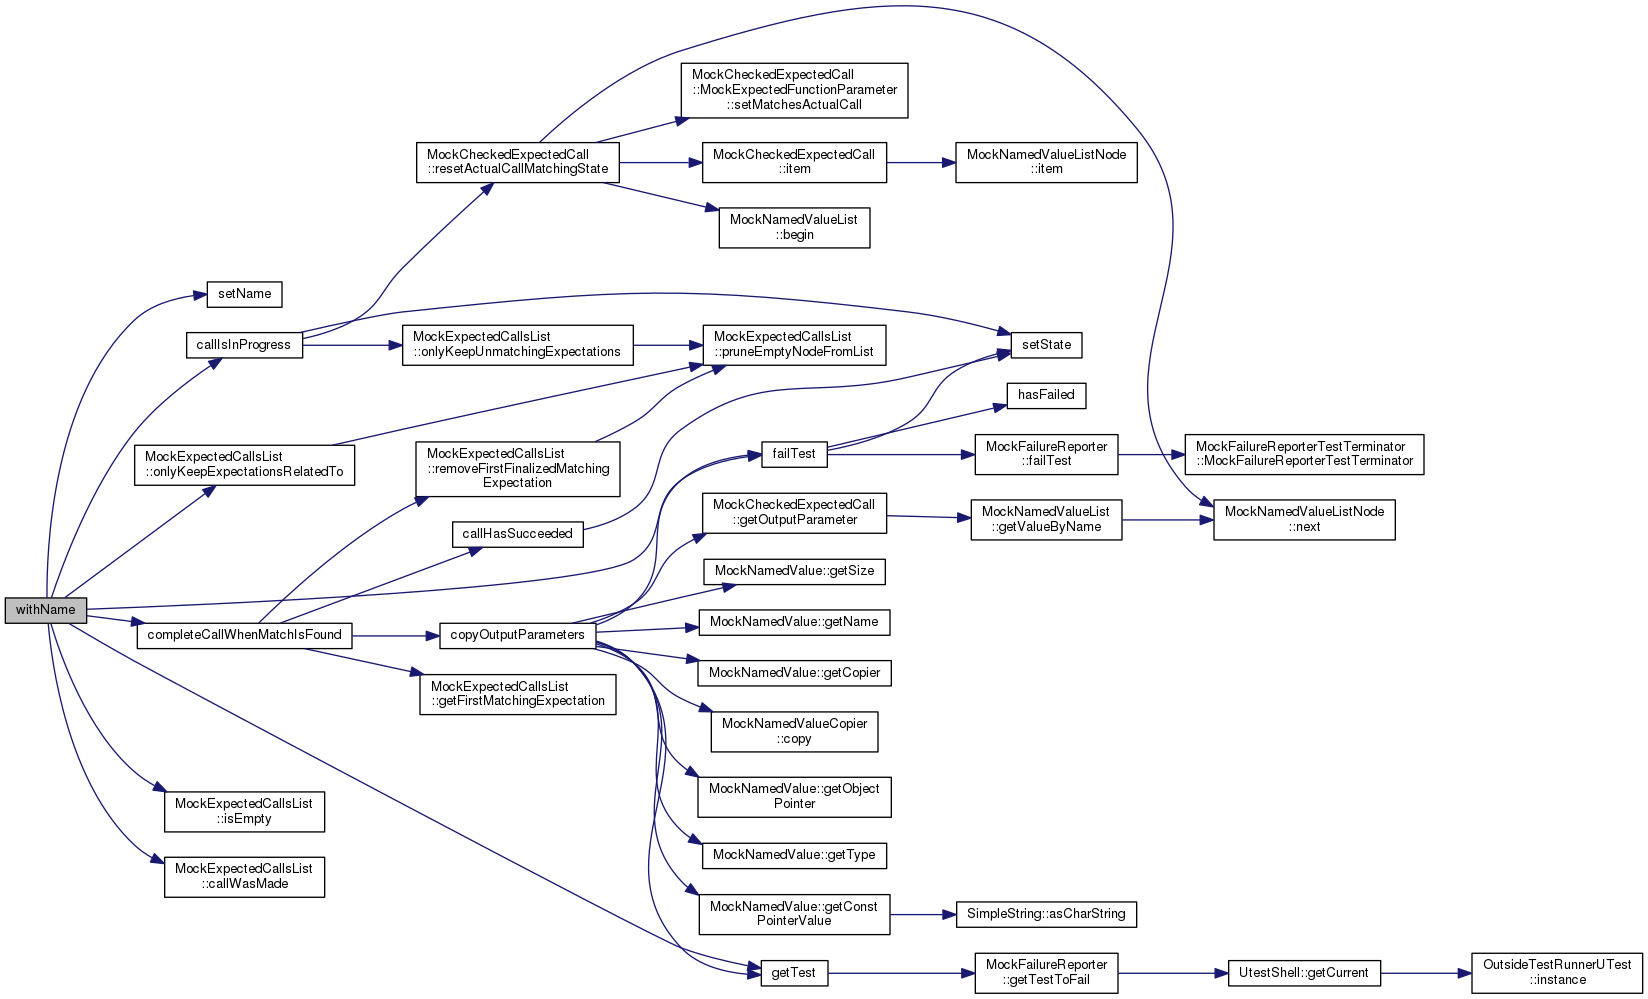 MockCheckedExpectedCall
::MockExpectedFunctionParameter
::setMatchesActualCall
MockCheckedExpectedCall
::resetActualCallMatchingState
MockCheckedExpectedCall
::item
MockNamedValueListNode
::item
MockNamedValueList
::begin
setName
callIsInProgress
MockExpectedCallsList
::onlyKeepUnmatchingExpectations
MockExpectedCallsList
::pruneEmptyNodeFromList
setState
hasFailed
MockExpectedCallsList
::onlyKeepExpectationsRelatedTo
MockExpectedCallsList
::removeFirstFinalizedMatching
Expectation
failTest
MockFailureReporter
::failTest
MockFailureReporterTestTerminator
::MockFailureReporterTestTerminator
callHasSucceeded
MockCheckedExpectedCall
::getOutputParameter
MockNamedValueList
::getValueByName
MockNamedValueListNode
::next
MockNamedValue::getSize
withName
completeCallWhenMatchIsFound
copyOutputParameters
MockNamedValue::getName
MockNamedValue::getCopier
MockExpectedCallsList
::getFirstMatchingExpectation
MockNamedValueCopier
::copy
MockNamedValue::getObject
Pointer
MockExpectedCallsList
::isEmpty
MockNamedValue::getType
MockExpectedCallsList
::callWasMade
MockNamedValue::getConst
PointerValue
SimpleString::asCharString
getTest
MockFailureReporter
::getTestToFail
UtestShell::getCurrent
OutsideTestRunnerUTest
::instance